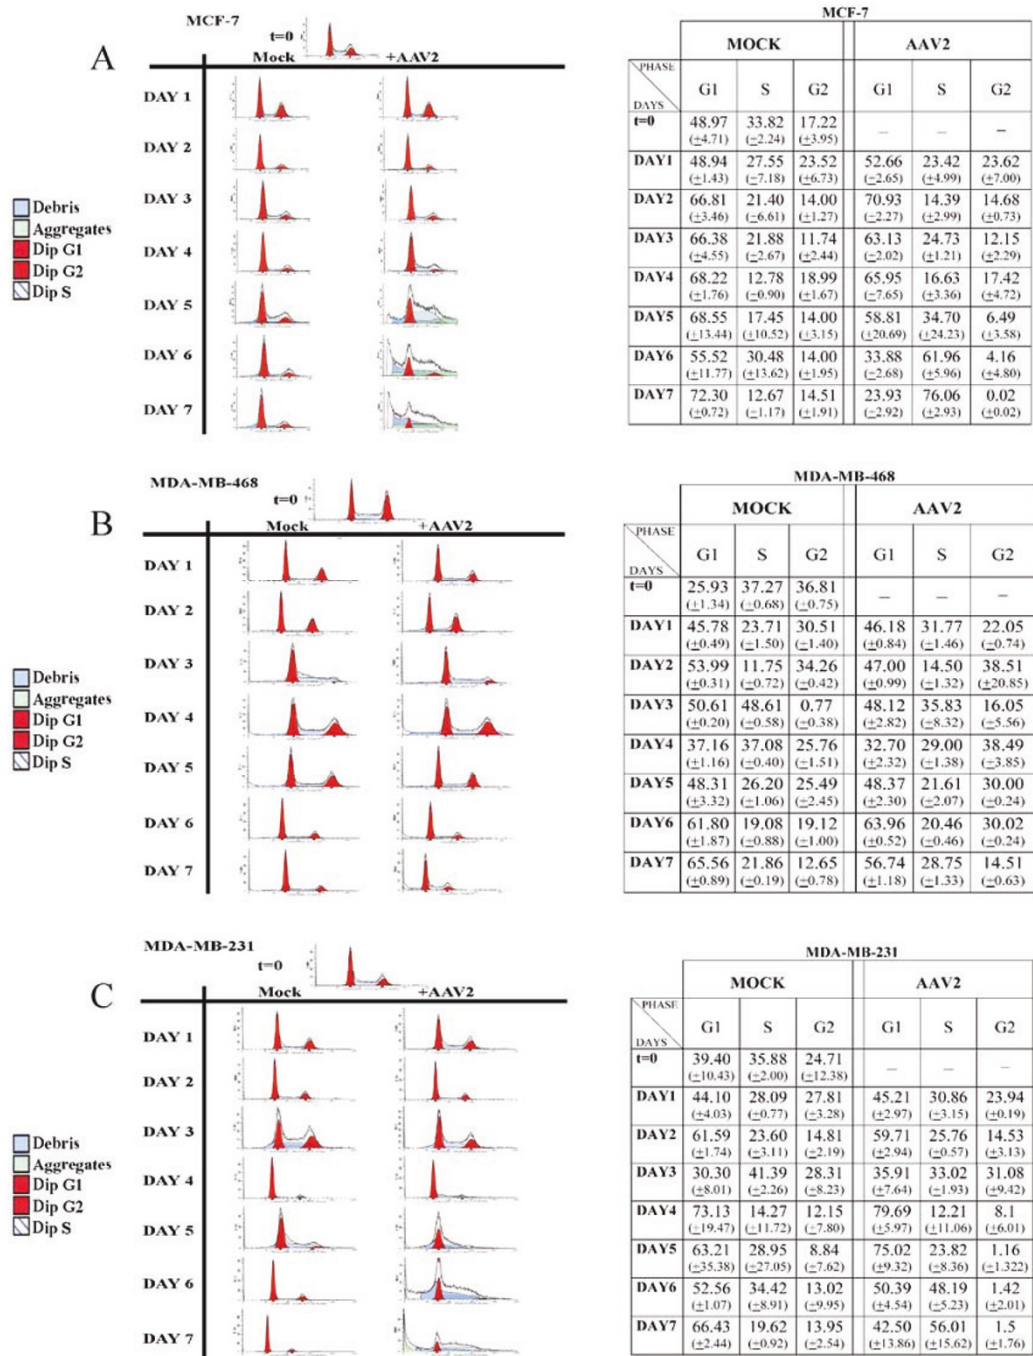 MCF-7
t=0
A
Mock +AAV2
DAY 1
DAY 2
DAY 3
DAY 4
DAY 5
DAY 6
DAY 7
Debris
Aggregates
Dip G1
Dip G2
Dip S
MCF-7
MOCK AAV2
PHASE
DAYS
G1 S G2 G1 S G2
t=0 48.97 33.82 17.22 – – –
(±4.71) (±2.24) (±3.95)
DAY1 48.94 27.55 23.52 52.66 23.42 23.62
(±1.43) (±7.18) (±6.73) (±2.65) (±4.99) (±7.00)
DAY2 66.81 21.40 14.00 70.93 14.39 14.68
(±3.46) (±6.61) (±1.27) (±2.27) (±2.99) (±0.73)
DAY3 66.38 21.88 11.74 63.13 24.73 12.15
(±4.55) (±2.67) (±2.44) (±2.02) (±1.21) (±2.29)
DAY4 68.22 12.78 18.99 65.95 16.63 17.42
(±1.76) (±0.90) (±1.67) (±7.65) (±3.36) (±4.72)
DAY5 68.55 17.45 14.00 58.81 34.70 6.49
(±13.44) (±10.52) (±3.15) (±20.69) (±24.23) (±3.58)
DAY6 55.52 30.48 14.00 33.88 61.96 4.16
(±11.77) (±13.62) (±1.95) (±2.68) (±5.96) (±4.80)
DAY7 72.30 12.67 14.51 23.93 76.06 0.02
(±0.72) (±1.17) (±1.91) (±2.92) (±2.93) (±0.02)
MDA-MB-468
t=0
B
Mock +AAV2
DAY 1
DAY 2
DAY 3
DAY 4
DAY 5
DAY 6
DAY 7
Debris
Aggregates
Dip G1
Dip G2
Dip S
MDA-MB-468
MOCK AAV2
PHASE
DAYS
G1 S G2 G1 S G2
t=0 25.93 37.27 36.81 – – –
(±1.34) (±0.68) (±0.75)
DAY1 45.78 23.71 30.51 46.18 31.77 22.05
(±0.49) (±1.50) (±1.40) (±0.84) (±1.46) (±0.74)
DAY2 53.99 11.75 34.26 47.00 14.50 38.51
(±0.31) (±0.72) (±0.42) (±0.99) (±1.32) (±20.85)
DAY3 50.61 48.61 0.77 48.12 35.83 16.05
(±0.20) (±0.58) (±0.38) (±2.82) (±8.32) (±5.56)
DAY4 37.16 37.08 25.76 32.70 29.00 38.49
(±1.16) (±0.40) (±1.51) (±2.32) (±1.38) (±3.85)
DAY5 48.31 26.20 25.49 48.37 21.61 30.00
(±3.32) (±1.06) (±2.45) (±2.30) (±2.07) (±0.24)
DAY6 61.80 19.08 19.12 63.96 20.46 30.02
(±1.87) (±0.88) (±1.00) (±0.52) (±0.46) (±0.24)
DAY7 65.56 21.86 12.65 56.74 28.75 14.51
(±0.89) (±0.19) (±0.78) (±1.18) (±1.33) (±0.63)
MDA-MB-231
t=0
C
Mock +AAV2
DAY 1
DAY 2
DAY 3
DAY 4
DAY 5
DAY 6
DAY 7
Debris
Aggregates
Dip G1
Dip G2
Dip S
MDA-MB-231
MOCK AAV2
PHASE
DAYS
G1 S G2 G1 S G2
t=0 39.40 35.88 24.71 – – –
(±10.43) (±2.00) (±12.38)
DAY1 44.10 28.09 27.81 45.21 30.86 23.94
(±4.03) (±0.77) (±3.28) (±2.97) (±3.15) (±0.19)
DAY2 61.59 23.60 14.81 59.71 25.76 14.53
(±1.74) (±3.11) (±2.19) (±2.94) (±0.57) (±3.13)
DAY3 30.30 41.39 28.31 35.91 33.02 31.08
(±8.01) (±2.26) (±8.23) (±7.64) (±1.93) (±9.42)
DAY4 73.13 14.27 12.15 79.69 12.21 8.1
(±19.47) (±11.72) (±7.80) (±5.97) (±11.06) (±6.01)
DAY5 63.21 28.95 8.84 75.02 23.82 1.16
(±35.38) (±27.05) (±7.62) (±9.32) (±8.36) (±1.322)
DAY6 52.56 34.42 13.02 50.39 48.19 1.42
(±1.07) (±8.91) (±9.95) (±4.54) (±5.23) (±2.01)
DAY7 66.43 19.62 13.95 42.50 56.01 1.5
(±2.44) (±0.92) (±2.54) (±13.86) (±15.62) (±1.76)